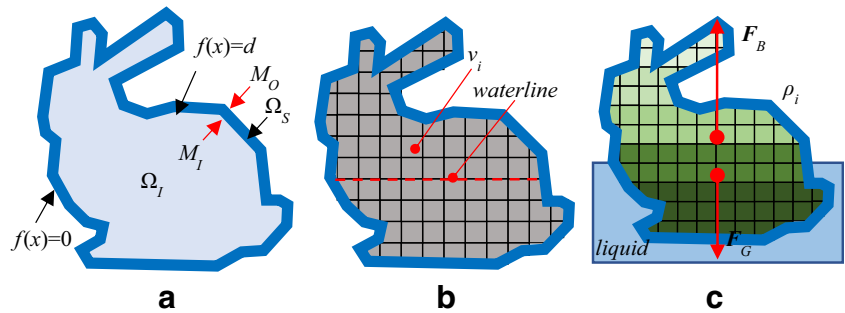 f(x)=d
M_O
Ω_S
M_I
Ω_I
f(x)=0
a
v_i
waterline
b
F_B
ρ_i
F_G
liquid
c